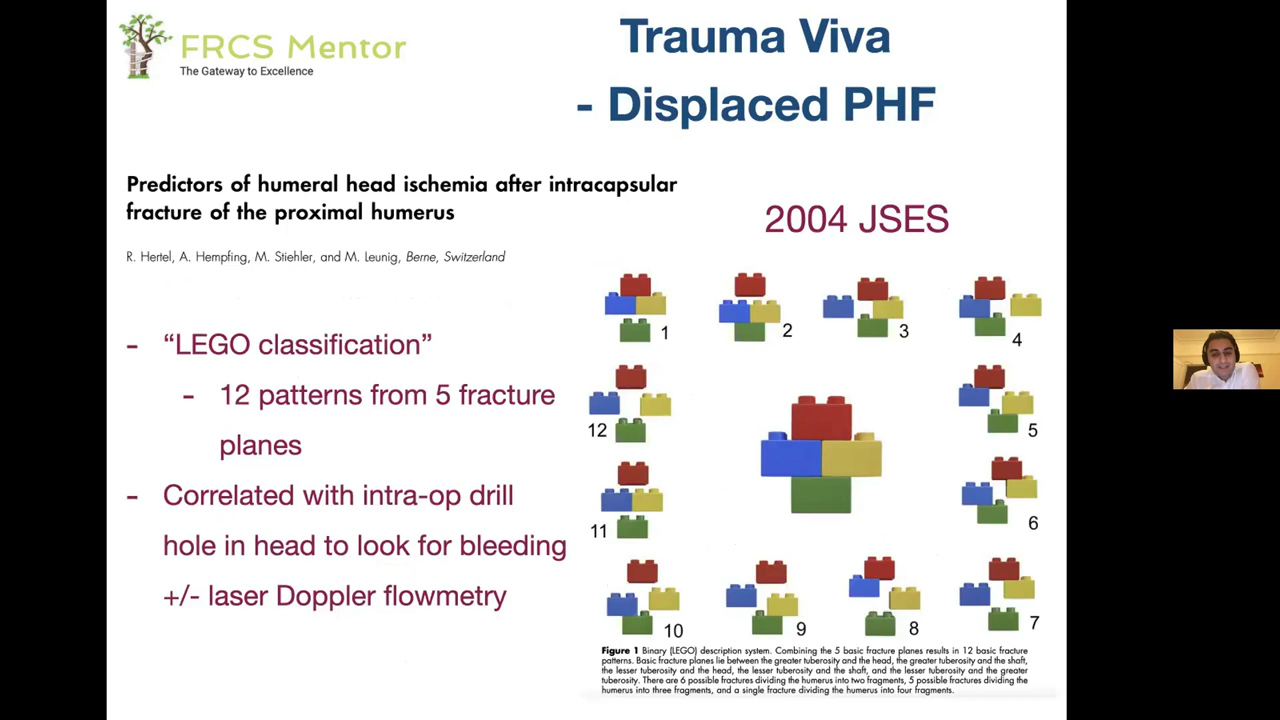 FRCS Mentor
The Gateway to Excellence
Trauma Viva
- Displaced PHF
Predictors of humeral head ischemia after intracapsular
fracture of the proximal humerus
R. Hertel, A. Hempfing, M. Stiehler, and M. Leunig, Berne, Switzerland
2004 JSES
- “LEGO classification”
- 12 patterns from 5 fracture
planes
- Correlated with intra-op drill
hole in head to look for bleeding
+/- laser Doppler flowmetry
1
2
3
4
12
5
11
6
10
9
8
7
Figure 1 Binary (LEGO) description system. Combining the 5 basic fracture planes results in 12 basic fracture
patterns. Basic fracture planes lie between the greater tuberosity and the head, the greater tuberosity and the shaft,
the lesser tuberosity and the head, the lesser tuberosity and the shaft, and the lesser tuberosity and the greater
tuberosity. There are 6 possible fractures dividing the humerus into two fragments, 5 possible fractures dividing the
humerus into three fragments, and a single fracture dividing the humerus into four fragments.